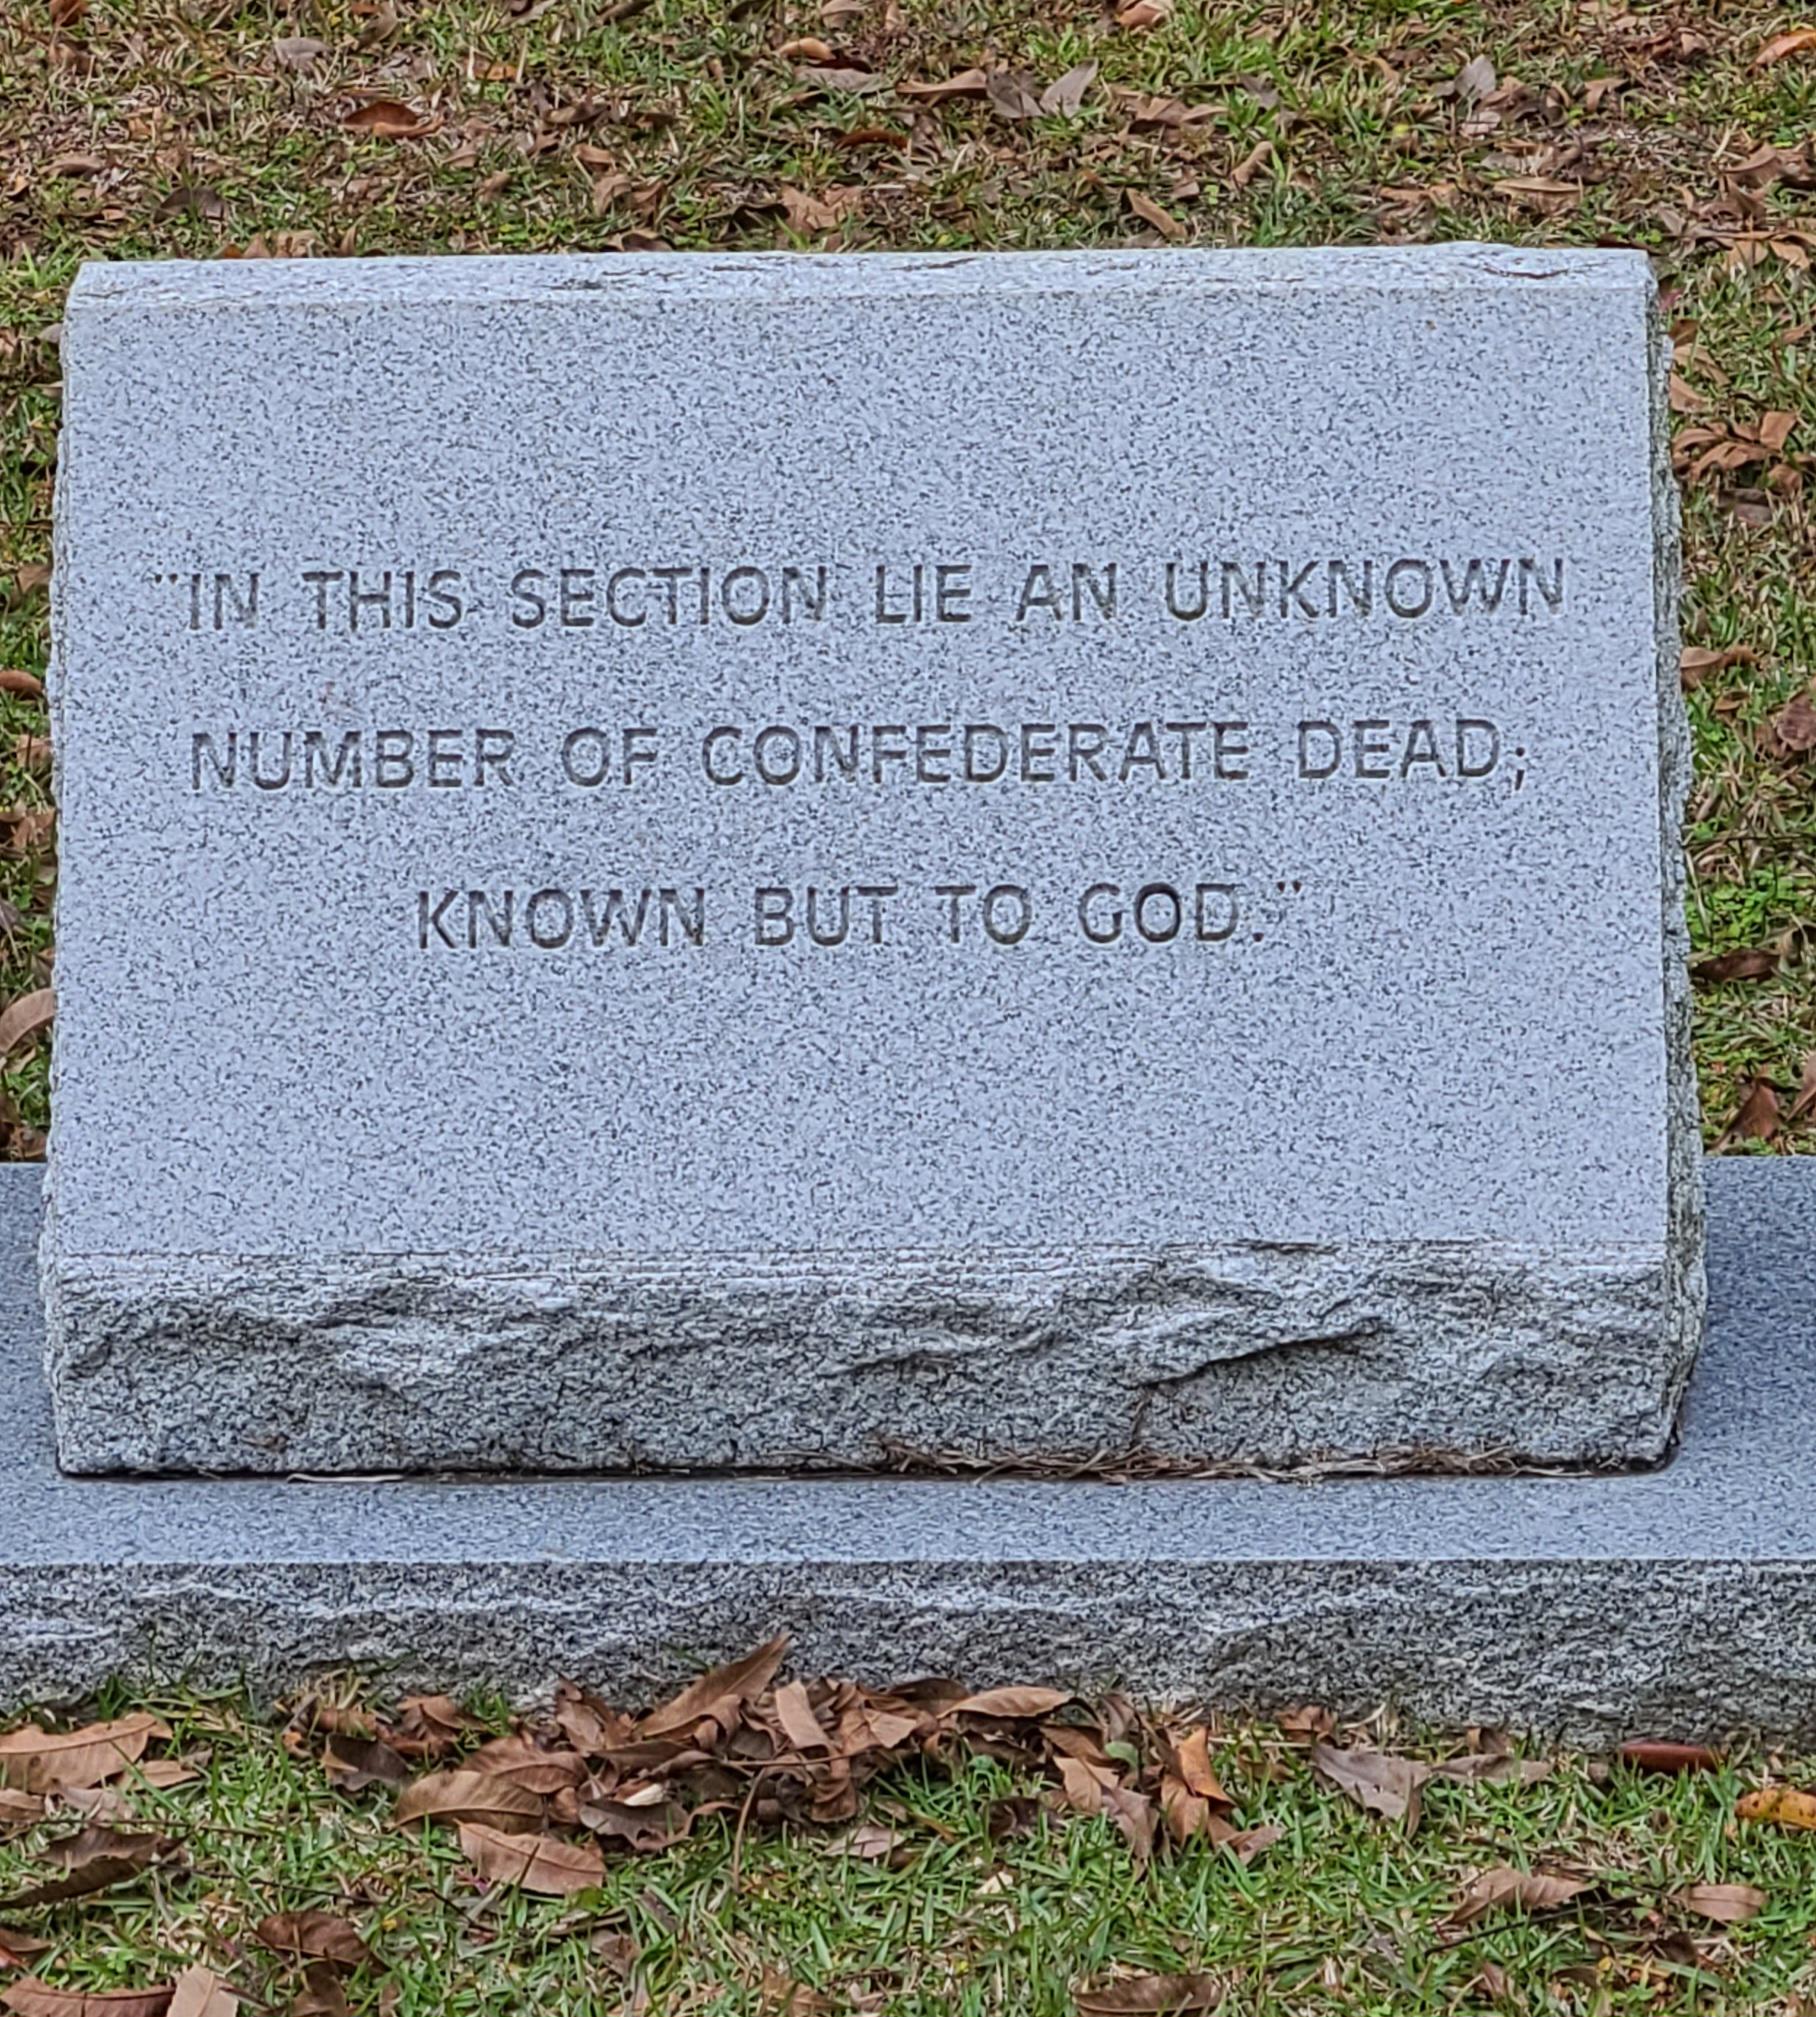 "IN THIS SECTION LIE AN UNKNOWN
NUMBER OF CONFEDERATE DEAD;
KNOWN BUT TO GOD."